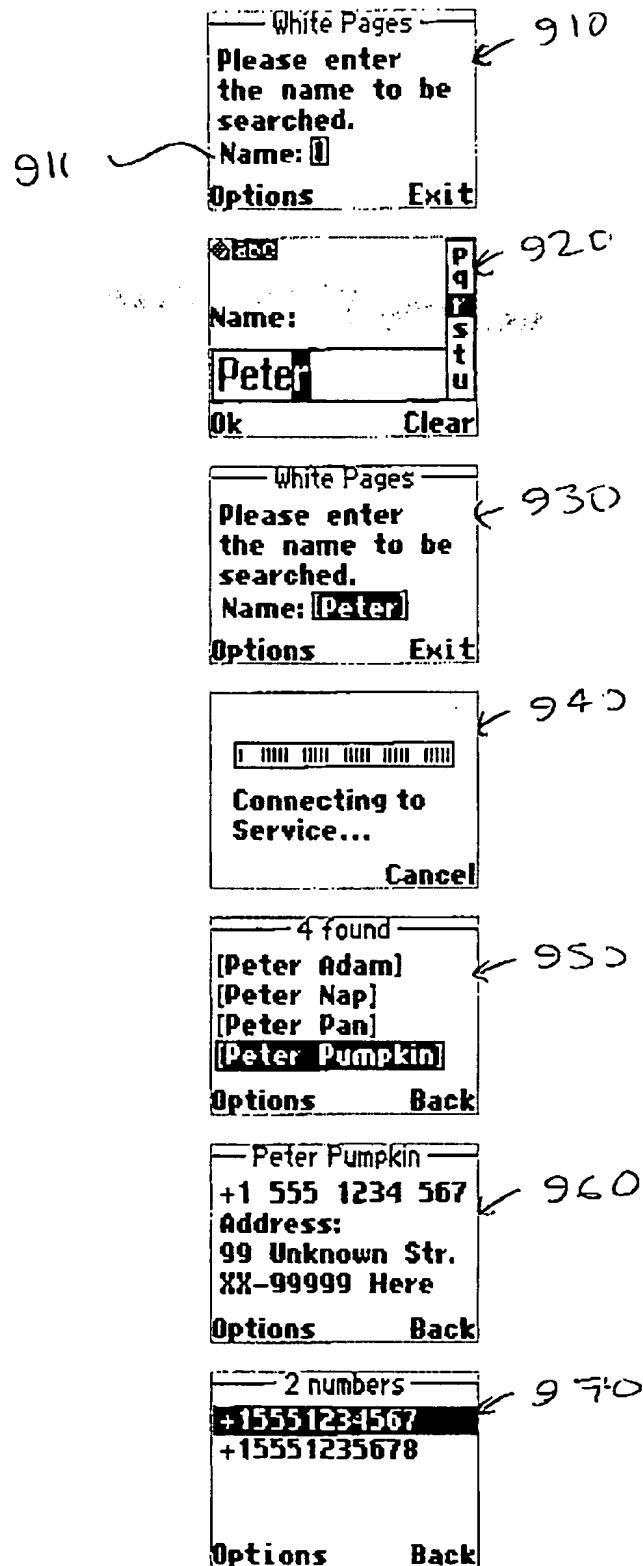 White Pages
910
Please enter
the name to be
searched.
911
Name:
Options Exit
920
abC
p
q
r
s
t
u
Name:
Peter
Ok Clear
White Pages
930
Please enter
the name to be
searched.
Name: [Peter]
Options Exit
940
Connecting to
Service...
Cancel
4 found
950
[Peter Adam]
[Peter Nap]
[Peter Pan]
[Peter Pumpkin]
Options Back
Peter Pumpkin
960
+1 555 1234 567
Address:
99 Unknown Str.
XX-99999 Here
Options Back
2 numbers
970
+15551234567
+15551235678
Options Back